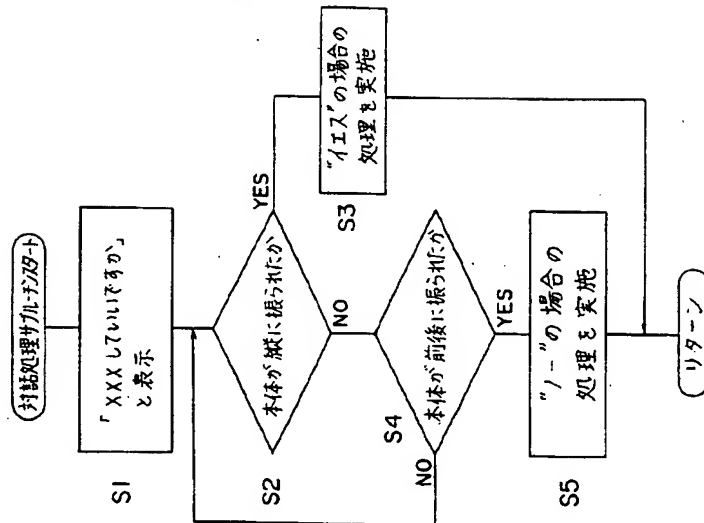 対話処理サブルーチンスタート
S1
「XXXしていいですか」
と表示
S2
本体が縦に振られたか
YES
NO
S3
"イエス"の場合の
処理を実施
S4
本体が前後に振られたか
NO
YES
S5
"ノー"の場合の
処理を実施
リターン